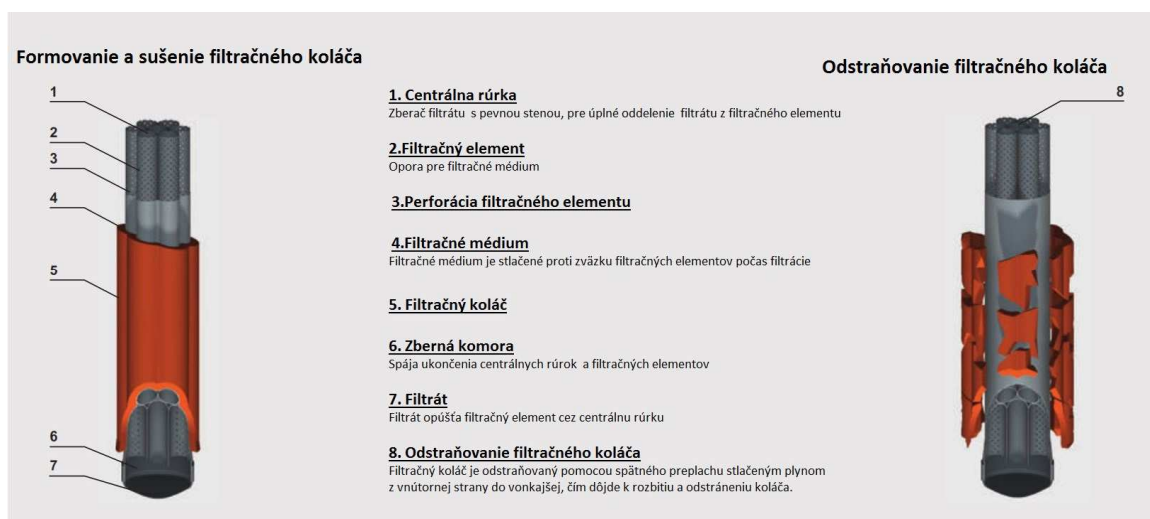 Formovanie a sušenie filtračného koláča
1
2
3
4
5
6
7
1. Centrálna rúrka
Zberač filtrátu s pevnou stenou, pre úplné oddelenie filtrátu z filtračného elementu
2.Filtračný element
Opora pre filtračné médium
3.Perforácia filtračného elementu
4.Filtračné médium
Filtračné médium je stlačené proti zväzku filtračných elementov počas filtrácie
5. Filtračný koláč
6. Zberná komora
Spája ukončenia centrálnych rúrok a filtračných elementov
7. Filtrát
Filtrát opúšťa filtračný element cez centrálnu rúrku
8. Odstraňovanie filtračného koláča
Filtračný koláč je odstraňovaný pomocou spätného preplachu stlačeným plynom
z vnútornej strany do vonkajšej, čím dôjde k rozbitiu a odstráneniu koláča.
Odstraňovanie filtračného koláča
8